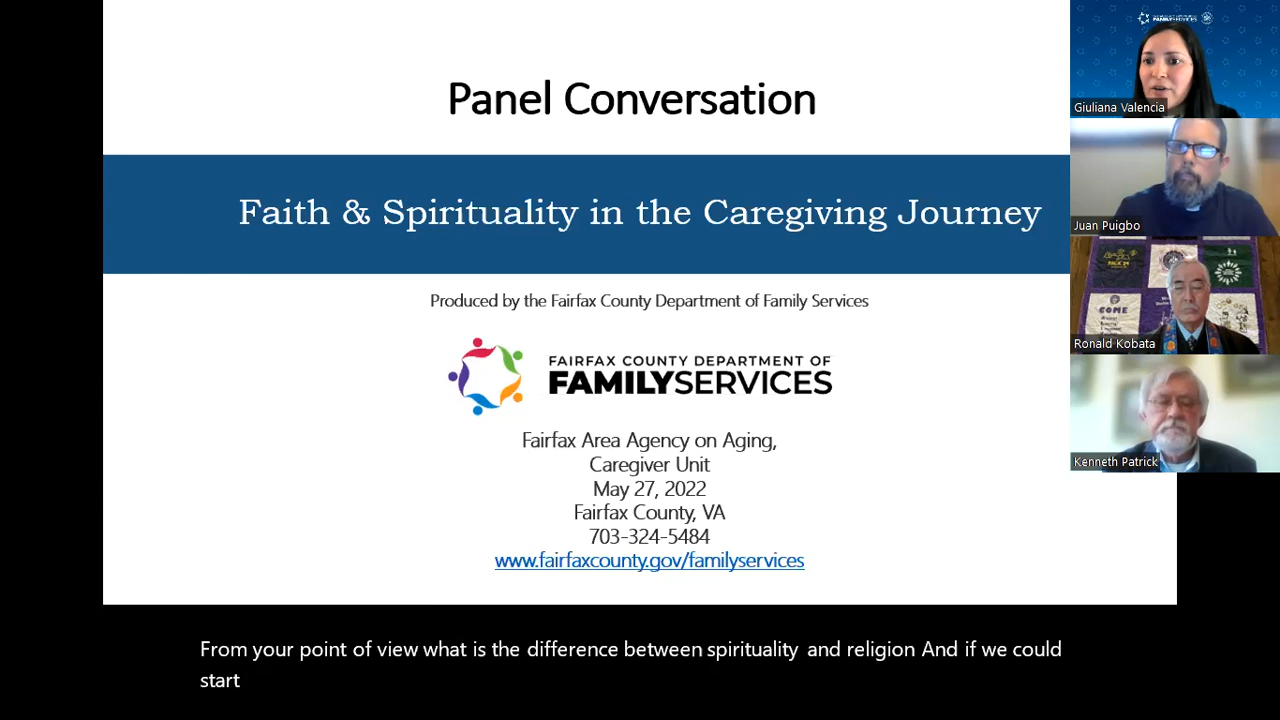 Panel Conversation
Faith & Spirituality in the Caregiving Journey
Produced by the Fairfax County Department of Family Services
FAIRFAX COUNTY DEPARTMENT OF
FAMILYSERVICES
Fairfax Area Agency on Aging,
Caregiver Unit
May 27, 2022
Fairfax County, VA
703-324-5484
www.fairfaxcounty.gov/familyservices
FAMILYSERVICES
Giuliana Valencia
Juan Puigbo
COME
Ronald Kobata
Kenneth Patrick
From your point of view what is the difference between spirituality and religion And if we could
start